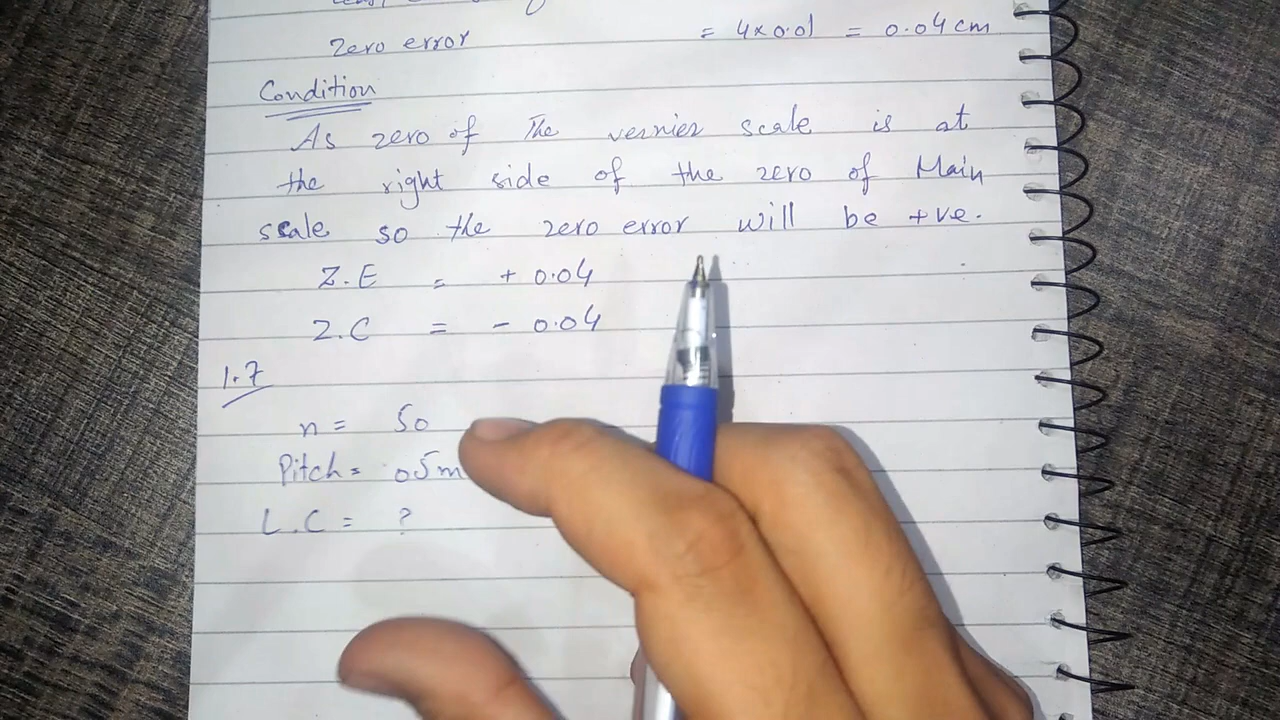 zero error = 4x0.01 = 0.04 cm
Condition
As zero of The vernier scale is at
the right side of the zero of Main
scale so the zero error will be +ve.
Z.E = + 0.04
Z.C = - 0.04
1.7
n = 50
Pitch = 0.5m
L.C = ?